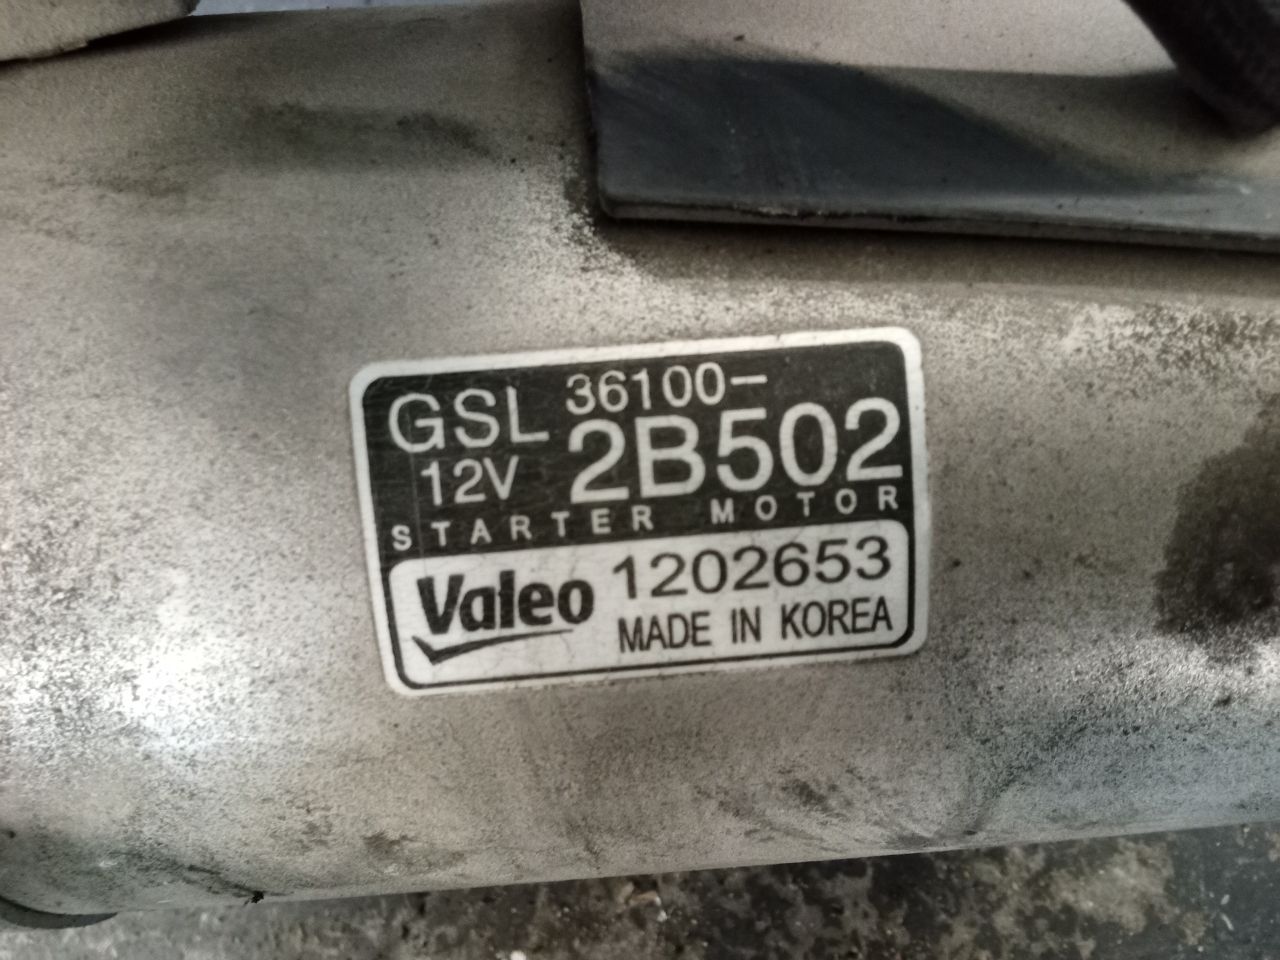 GSL 36100-
12V 2B502
STARTER MOTOR
Valeo 1202653
MADE IN KOREA